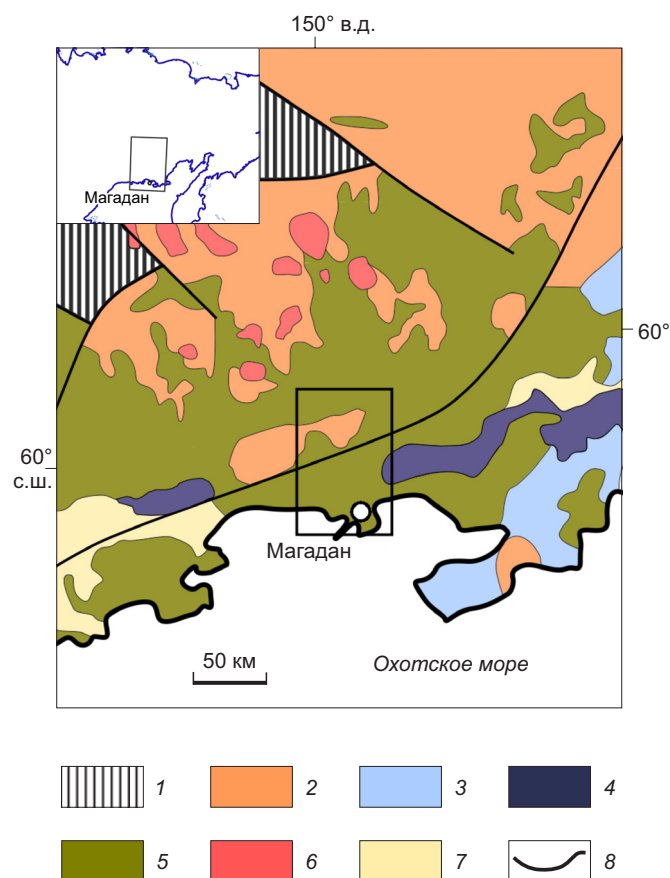 150° в.д.
Магадан
60°
60°
с.ш.
Магадан
50 км
Охотское море
1
2
3
4
5
6
7
8